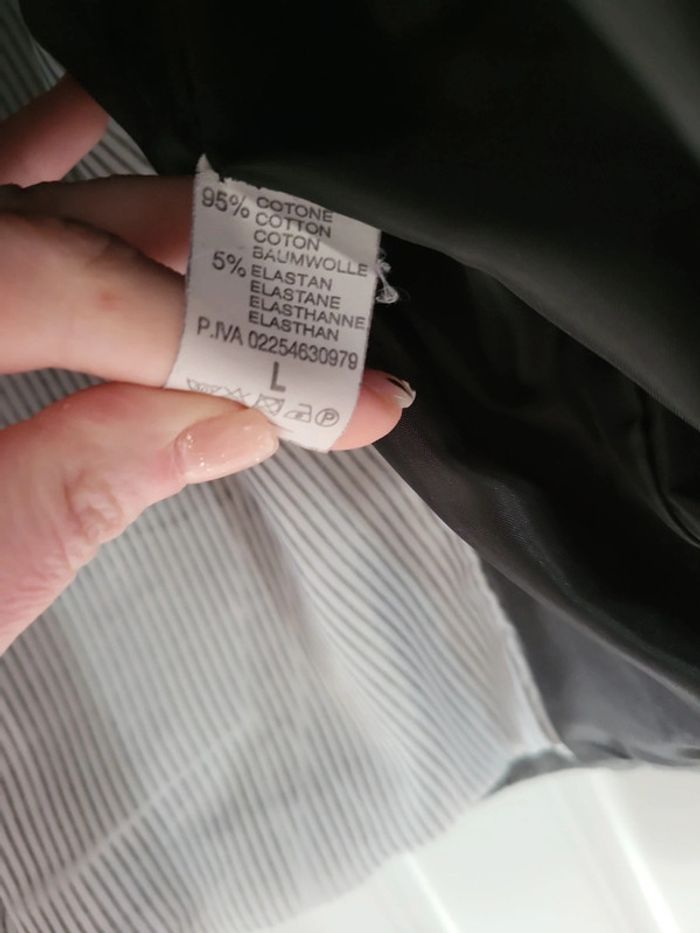 95% COTONE
COTTON
COTON
BAUMWOLLE
5% ELASTAN
ELASTANE
ELASTHANNE
ELASTHAN
P.IVA 02254630979
L
P